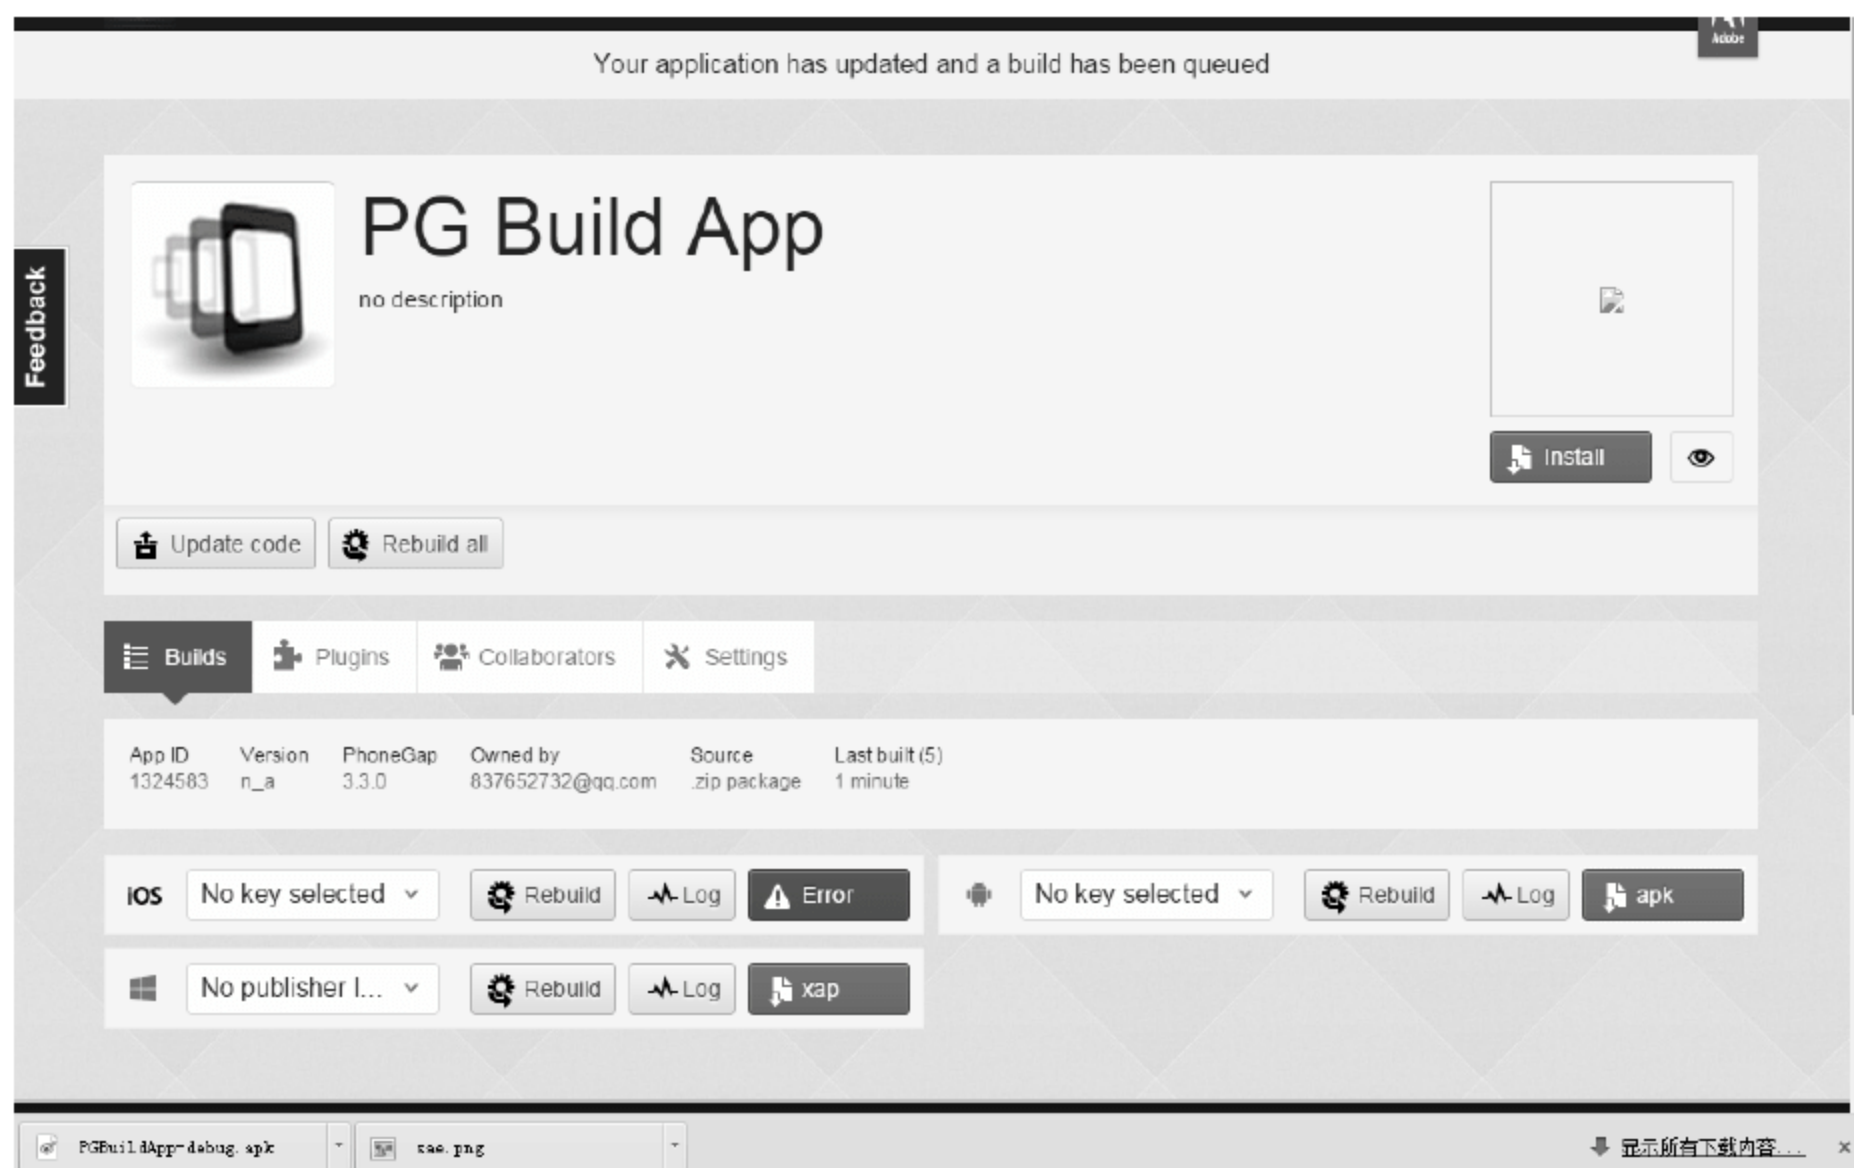 Adobe
Your application has updated and a build has been queued
PG Build App
no description
Feedback
Install
Update code
Rebuild all
Builds
Plugins
Collaborators
Settings
App ID Version PhoneGap Owned by Source Last built (5)
1324583 n_a 3.3.0 837652732@qq.com .zip package 1 minute
iOS No key selected Rebuild Log Error
No key selected Rebuild Log apk
No publisher I... Rebuild Log xap
PGBuildApp-debug.apk
显示所有下载内容...